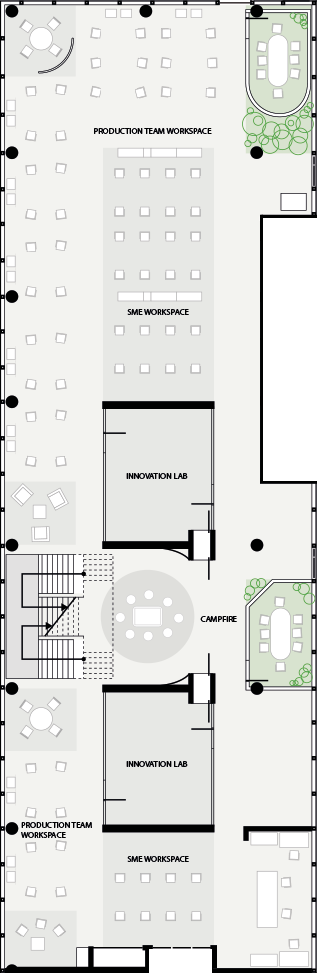 PRODUCTION TEAM WORKSPACE
SME WORKSPACE
INNOVATION LAB
CAMPFIRE
INNOVATION LAB
PRODUCTION TEAM
WORKSPACE
SME WORKSPACE